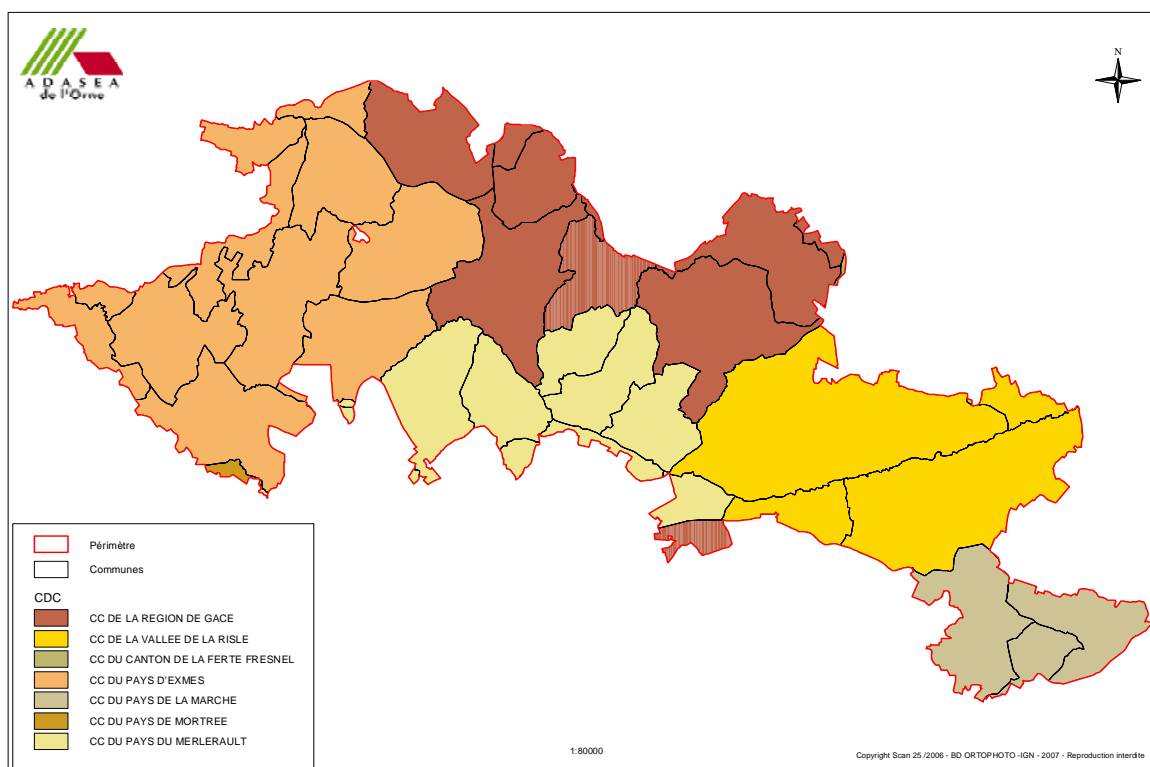 ADASEA
de l'Orne
N
Périmètre
Communes
CDC
CC DE LA REGION DE GACE
CC DE LA VALLEE DE LA RISLE
CC DU CANTON DE LA FERTE FRESNEL
CC DU PAYS D'EXMES
CC DU PAYS DE LA MARCHE
CC DU PAYS DE MORTREE
CC DU PAYS DU MERLERAULT
1:80000
Copyright Scan 25 /2006 - BD ORTOPHOTO -IGN - 2007 - Reproduction interdite